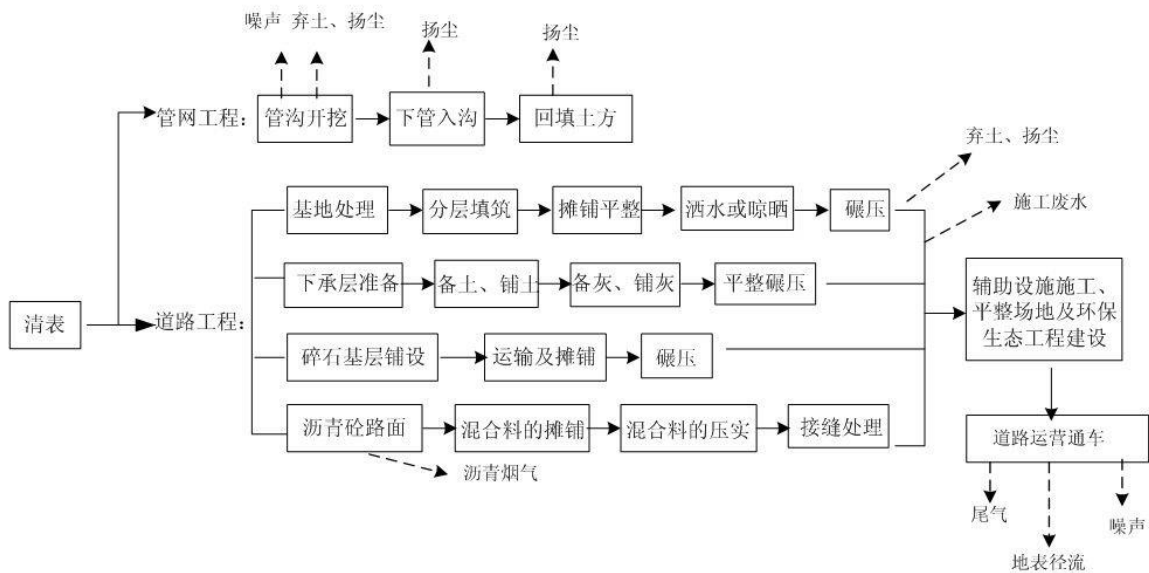 噪声 弃土、扬尘
扬尘
扬尘
管网工程：
管沟开挖
下管入沟
回填土方
弃土、扬尘
基地处理
分层填筑
摊铺平整
洒水或晾晒
碾压
施工废水
下承层准备
备土、铺土
备灰、铺灰
平整碾压
辅助设施施工、
平整场地及环保
生态工程建设
清表
道路工程：
碎石基层铺设
运输及摊铺
碾压
沥青砼路面
混合料的摊铺
混合料的压实
接缝处理
道路运营通车
沥青烟气
尾气
噪声
地表径流